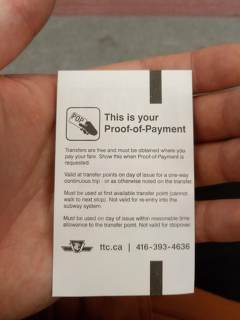 POP
This is your
Proof-of-Payment
Transfers are free and must be obtained where you
pay your fare. Show this when Proof-of-Payment is
requested.
Valid at transfer points on day of issue for a one-way
continuous trip - or as otherwise noted on the transfer.
Must be used at first available transfer point (cannot
walk to next stop). Not valid for re-entry into the
subway system.
Must be used on day of issue within reasonable time
allowance to the transfer point. Not valid for stopover.
ttc.ca | 416-393-4636